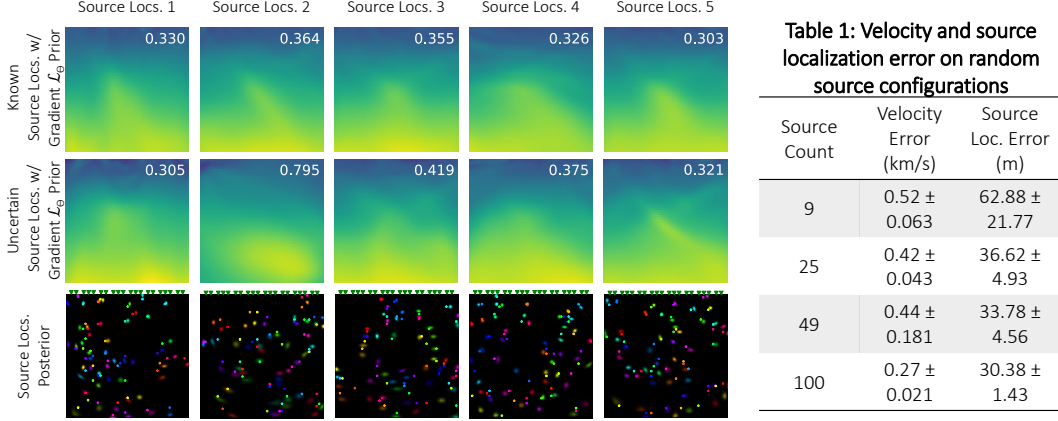 Source Locs. 1 Source Locs. 2 Source Locs. 3 Source Locs. 4 Source Locs. 5
Known
Source Locs. w/
Gradient ℒ_θ Prior
0.330 0.364 0.355 0.326 0.303
Uncertain
Source Locs. w/
Gradient ℒ_θ Prior
0.305 0.795 0.419 0.375 0.321
Source Locs.
Posterior
Table 1: Velocity and source
localization error on random
source configurations
Source
Count
Velocity
Error
(km/s)
Source
Loc. Error
(m)
9
0.52 ±
0.063
62.88 ±
21.77
25
0.42 ±
0.043
36.62 ±
4.93
49
0.44 ±
0.181
33.78 ±
4.56
100
0.27 ±
0.021
30.38 ±
1.43